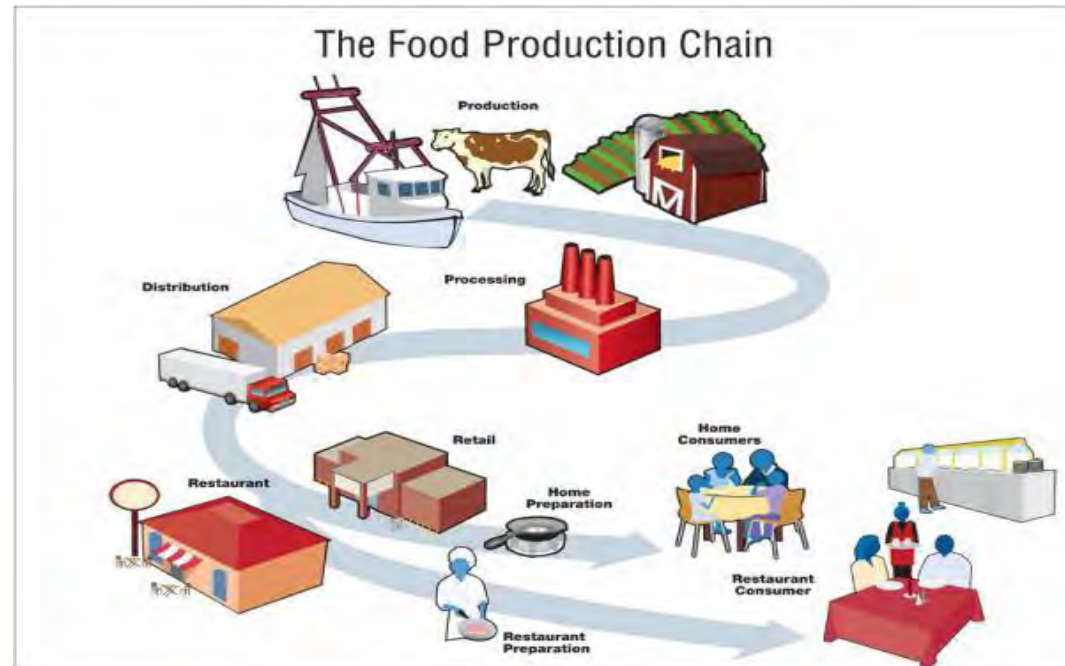 The Food Production Chain
Production
Processing
Distribution
Retail
Restaurant
Home
Preparation
Home
Consumers
Restaurant
Consumer
Restaurant
Preparation